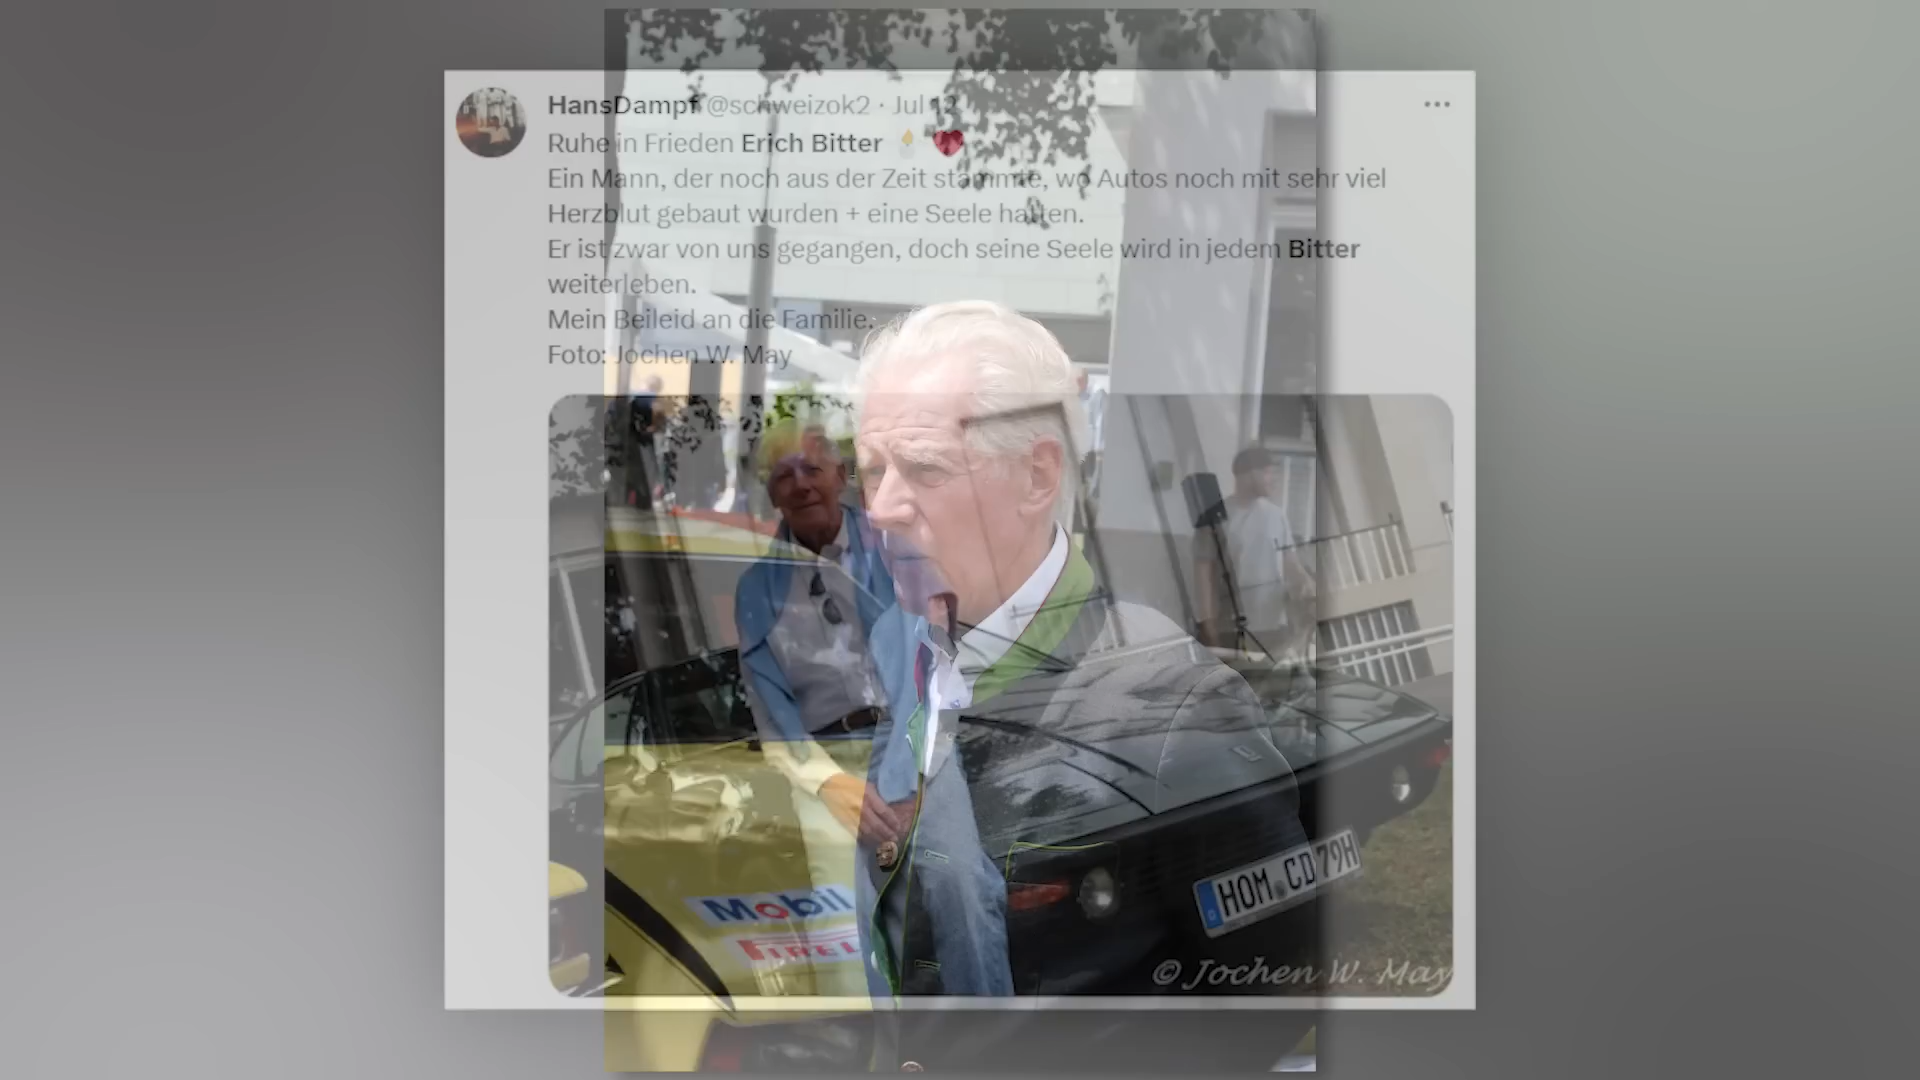 HansDampf @schweizok2 · Jul 12
Ruhe in Frieden Erich Bitter
Ein Mann, der noch aus der Zeit stammte, wo Autos noch mit sehr viel
Herzblut gebaut wurden + eine Seele hatten.
Er ist zwar von uns gegangen, doch seine Seele wird in jedem Bitter
weiterleben.
Mein Beileid an die Familie.
Foto: Jochen W. May
Mobil
PIREL
HOM CD 79H
© Jochen W. May